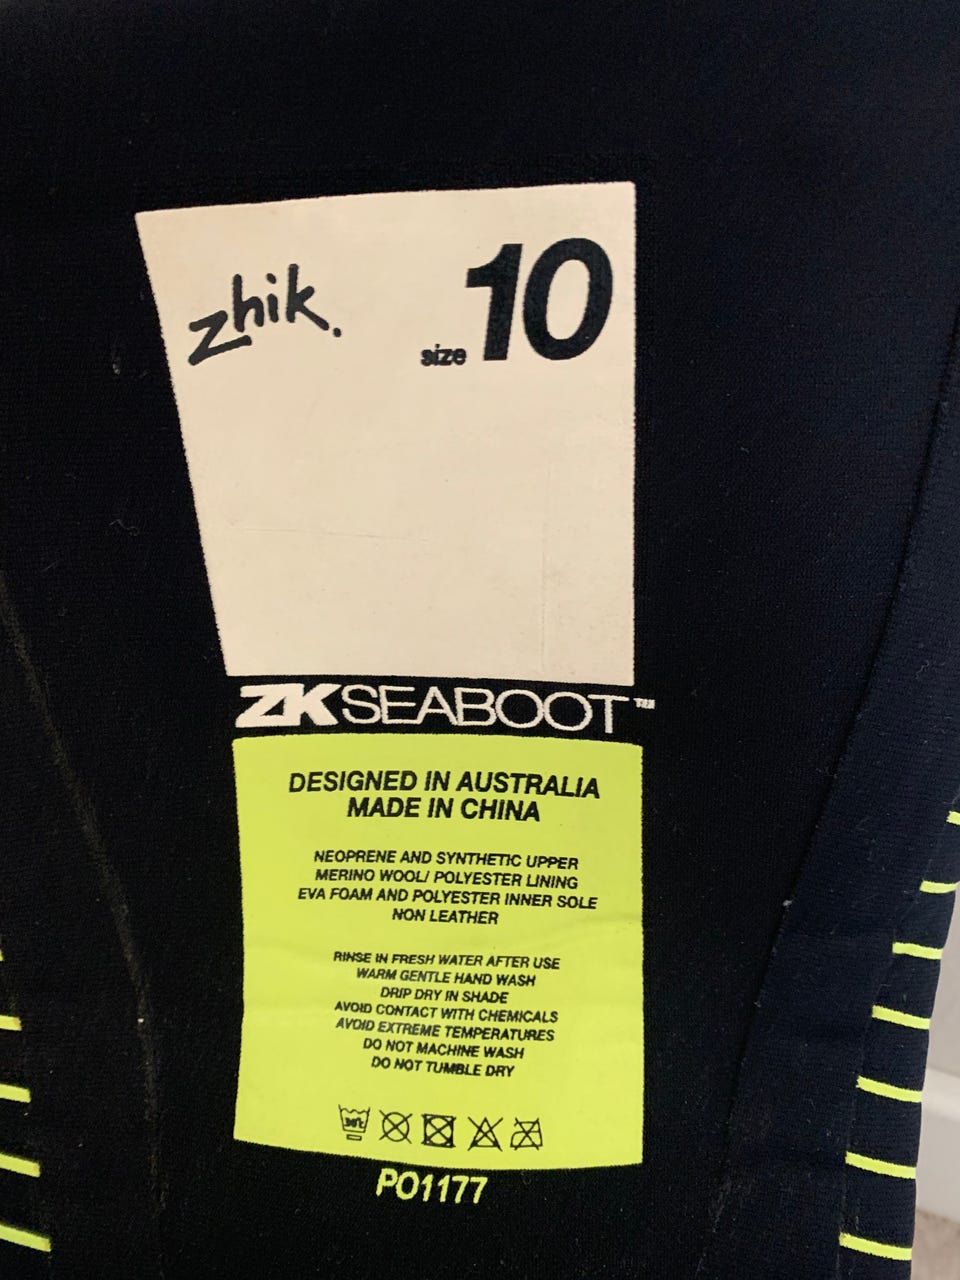 zhik.
size 10
ZKSEABOOT™
DESIGNED IN AUSTRALIA
MADE IN CHINA
NEOPRENE AND SYNTHETIC UPPER
MERINO WOOL/ POLYESTER LINING
EVA FOAM AND POLYESTER INNER SOLE
NON LEATHER
RINSE IN FRESH WATER AFTER USE
WARM GENTLE HAND WASH
DRIP DRY IN SHADE
AVOID CONTACT WITH CHEMICALS
AVOID EXTREME TEMPERATURES
DO NOT MACHINE WASH
DO NOT TUMBLE DRY
30°C
PO1177